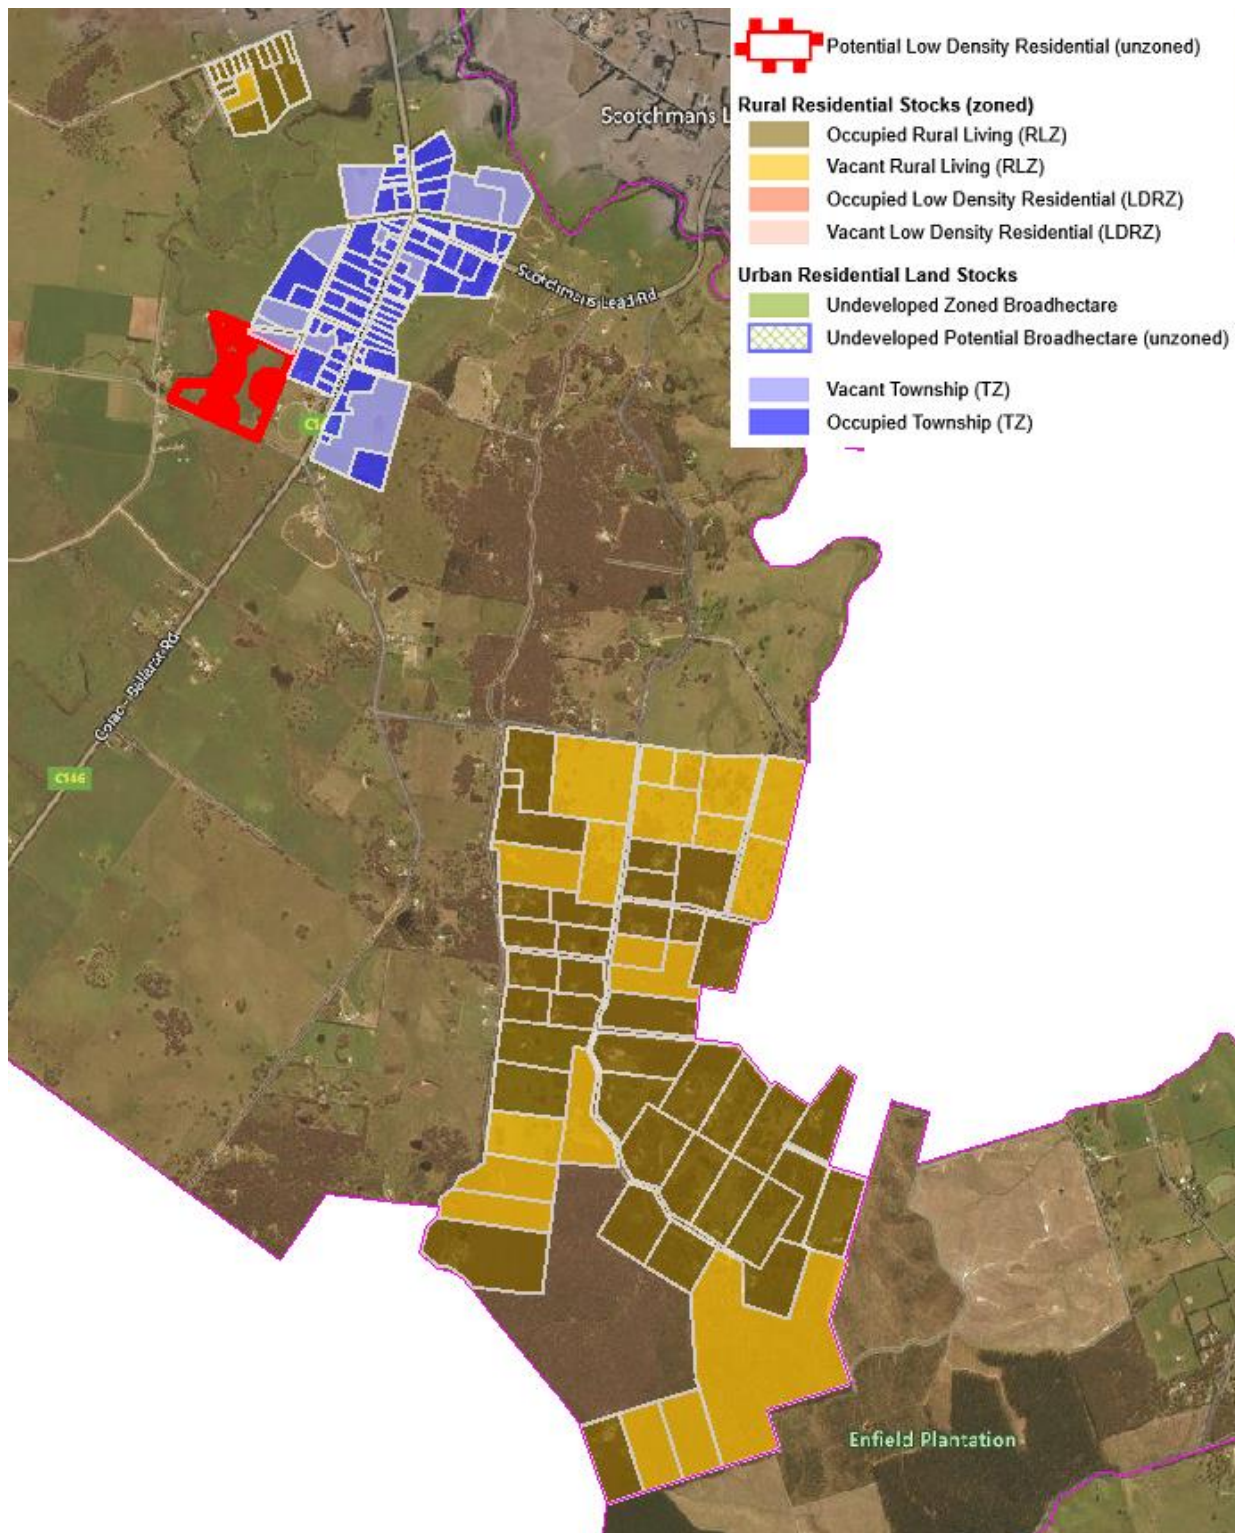 Potential Low Density Residential (unzoned)
Rural Residential Stocks (zoned)
Scotchmans L
Occupied Rural Living (RLZ)
Vacant Rural Living (RLZ)
Occupied Low Density Residential (LDRZ)
Vacant Low Density Residential (LDRZ)
Urban Residential Land Stocks
Scotchmans Lead Rd
Undeveloped Zoned Broadhectare
Undeveloped Potential Broadhectare (unzoned)
Vacant Township (TZ)
Occupied Township (TZ)
C1
Colac - Ballarat Rd
C146
Enfield Plantation